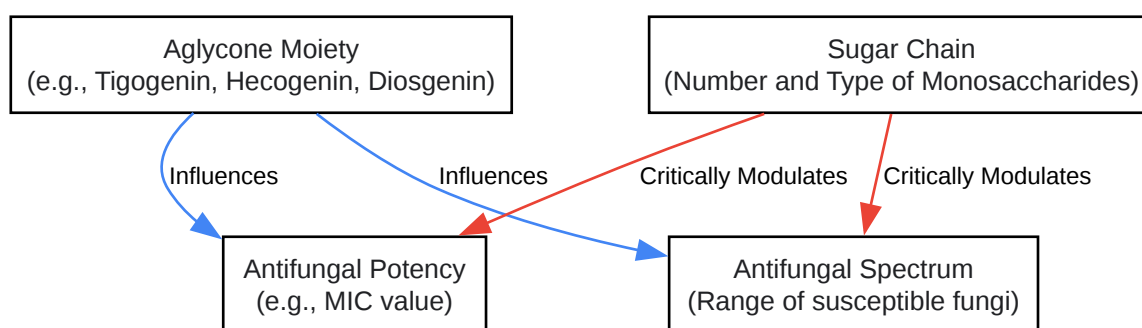 Aglycone Moiety
(e.g., Tigogenin, Hecogenin, Diosgenin)
Sugar Chain
(Number and Type of Monosaccharides)
Influences
Influences
Critically Modulates
Critically Modulates
Antifungal Potency
(e.g., MIC value)
Antifungal Spectrum
(Range of susceptible fungi)